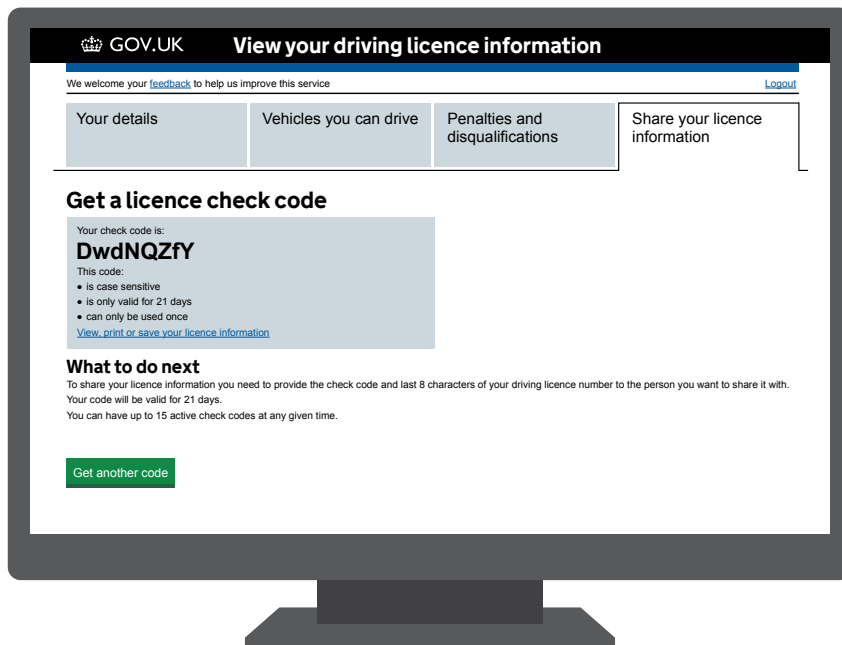 GOV.UK View your driving licence information
We welcome your feedback to help us improve this service Logout
Your details Vehicles you can drive Penalties and disqualifications Share your licence information
Get a licence check code
Your check code is:
DwdNQZfY
This code:
• is case sensitive
• is only valid for 21 days
• can only be used once
View, print or save your licence information
What to do next
To share your licence information you need to provide the check code and last 8 characters of your driving licence number to the person you want to share it with.
Your code will be valid for 21 days.
You can have up to 15 active check codes at any given time.
Get another code